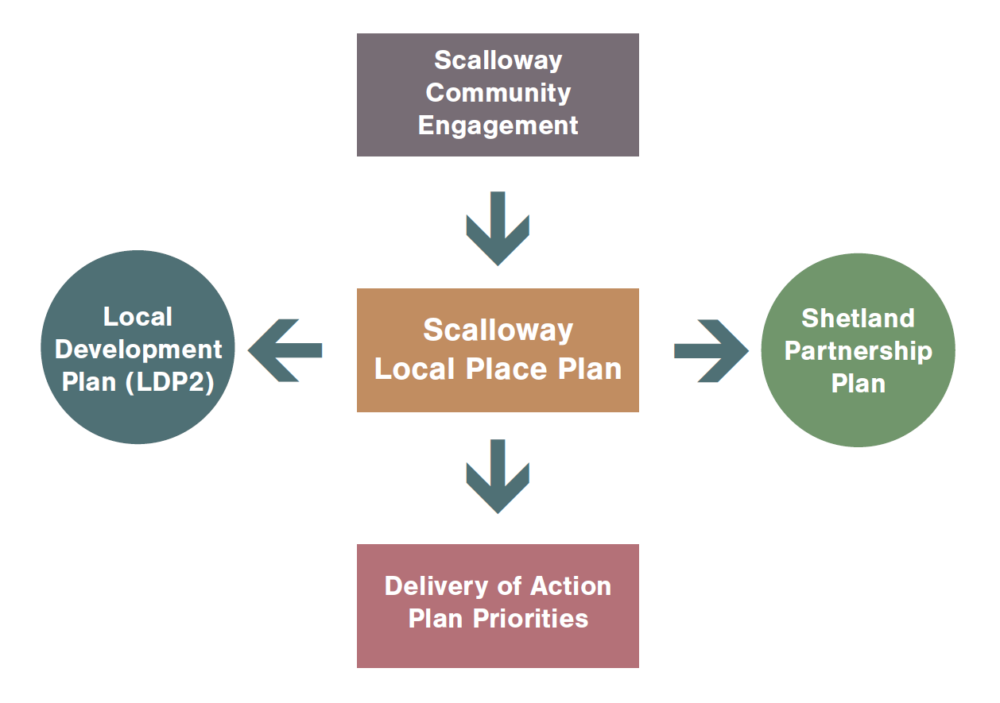 Scalloway
Community
Engagement
Local
Development
Plan (LDP2)
Scalloway
Local Place Plan
Shetland
Partnership
Plan
Delivery of Action
Plan Priorities